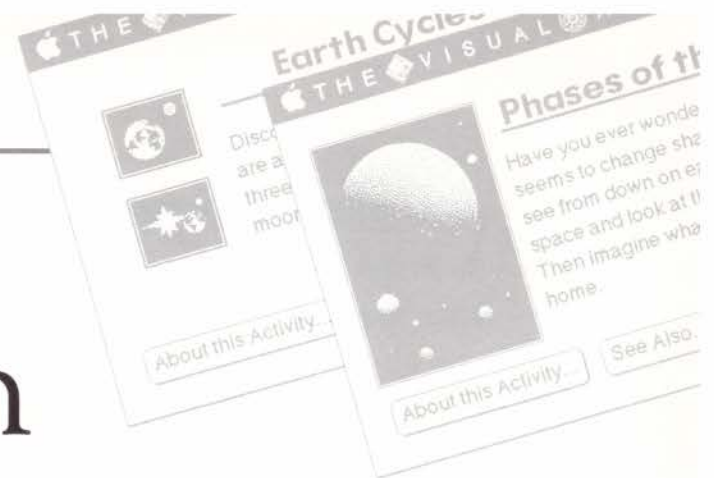 THE
Earth Cycles
Disco
are a
three
moor
About this Activity...
THE VISUAL
Phases of th
Have you ever wonde
seems to change sha
see from down on ea
space and look at th
Then imagine wha
home.
About this Activity...
See Also.
n